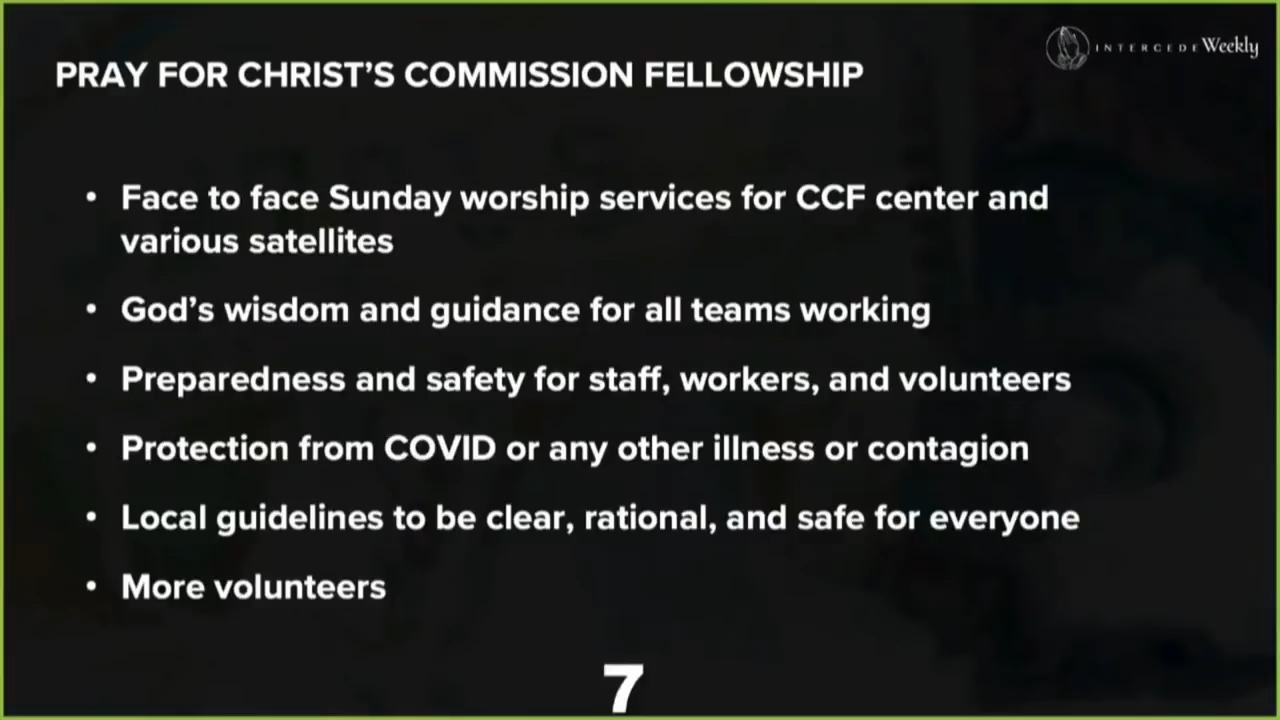 INTERCEDE Weekly
PRAY FOR CHRIST'S COMMISSION FELLOWSHIP
• Face to face Sunday worship services for CCF center and
various satellites
• God's wisdom and guidance for all teams working
• Preparedness and safety for staff, workers, and volunteers
• Protection from COVID or any other illness or contagion
• Local guidelines to be clear, rational, and safe for everyone
• More volunteers
7